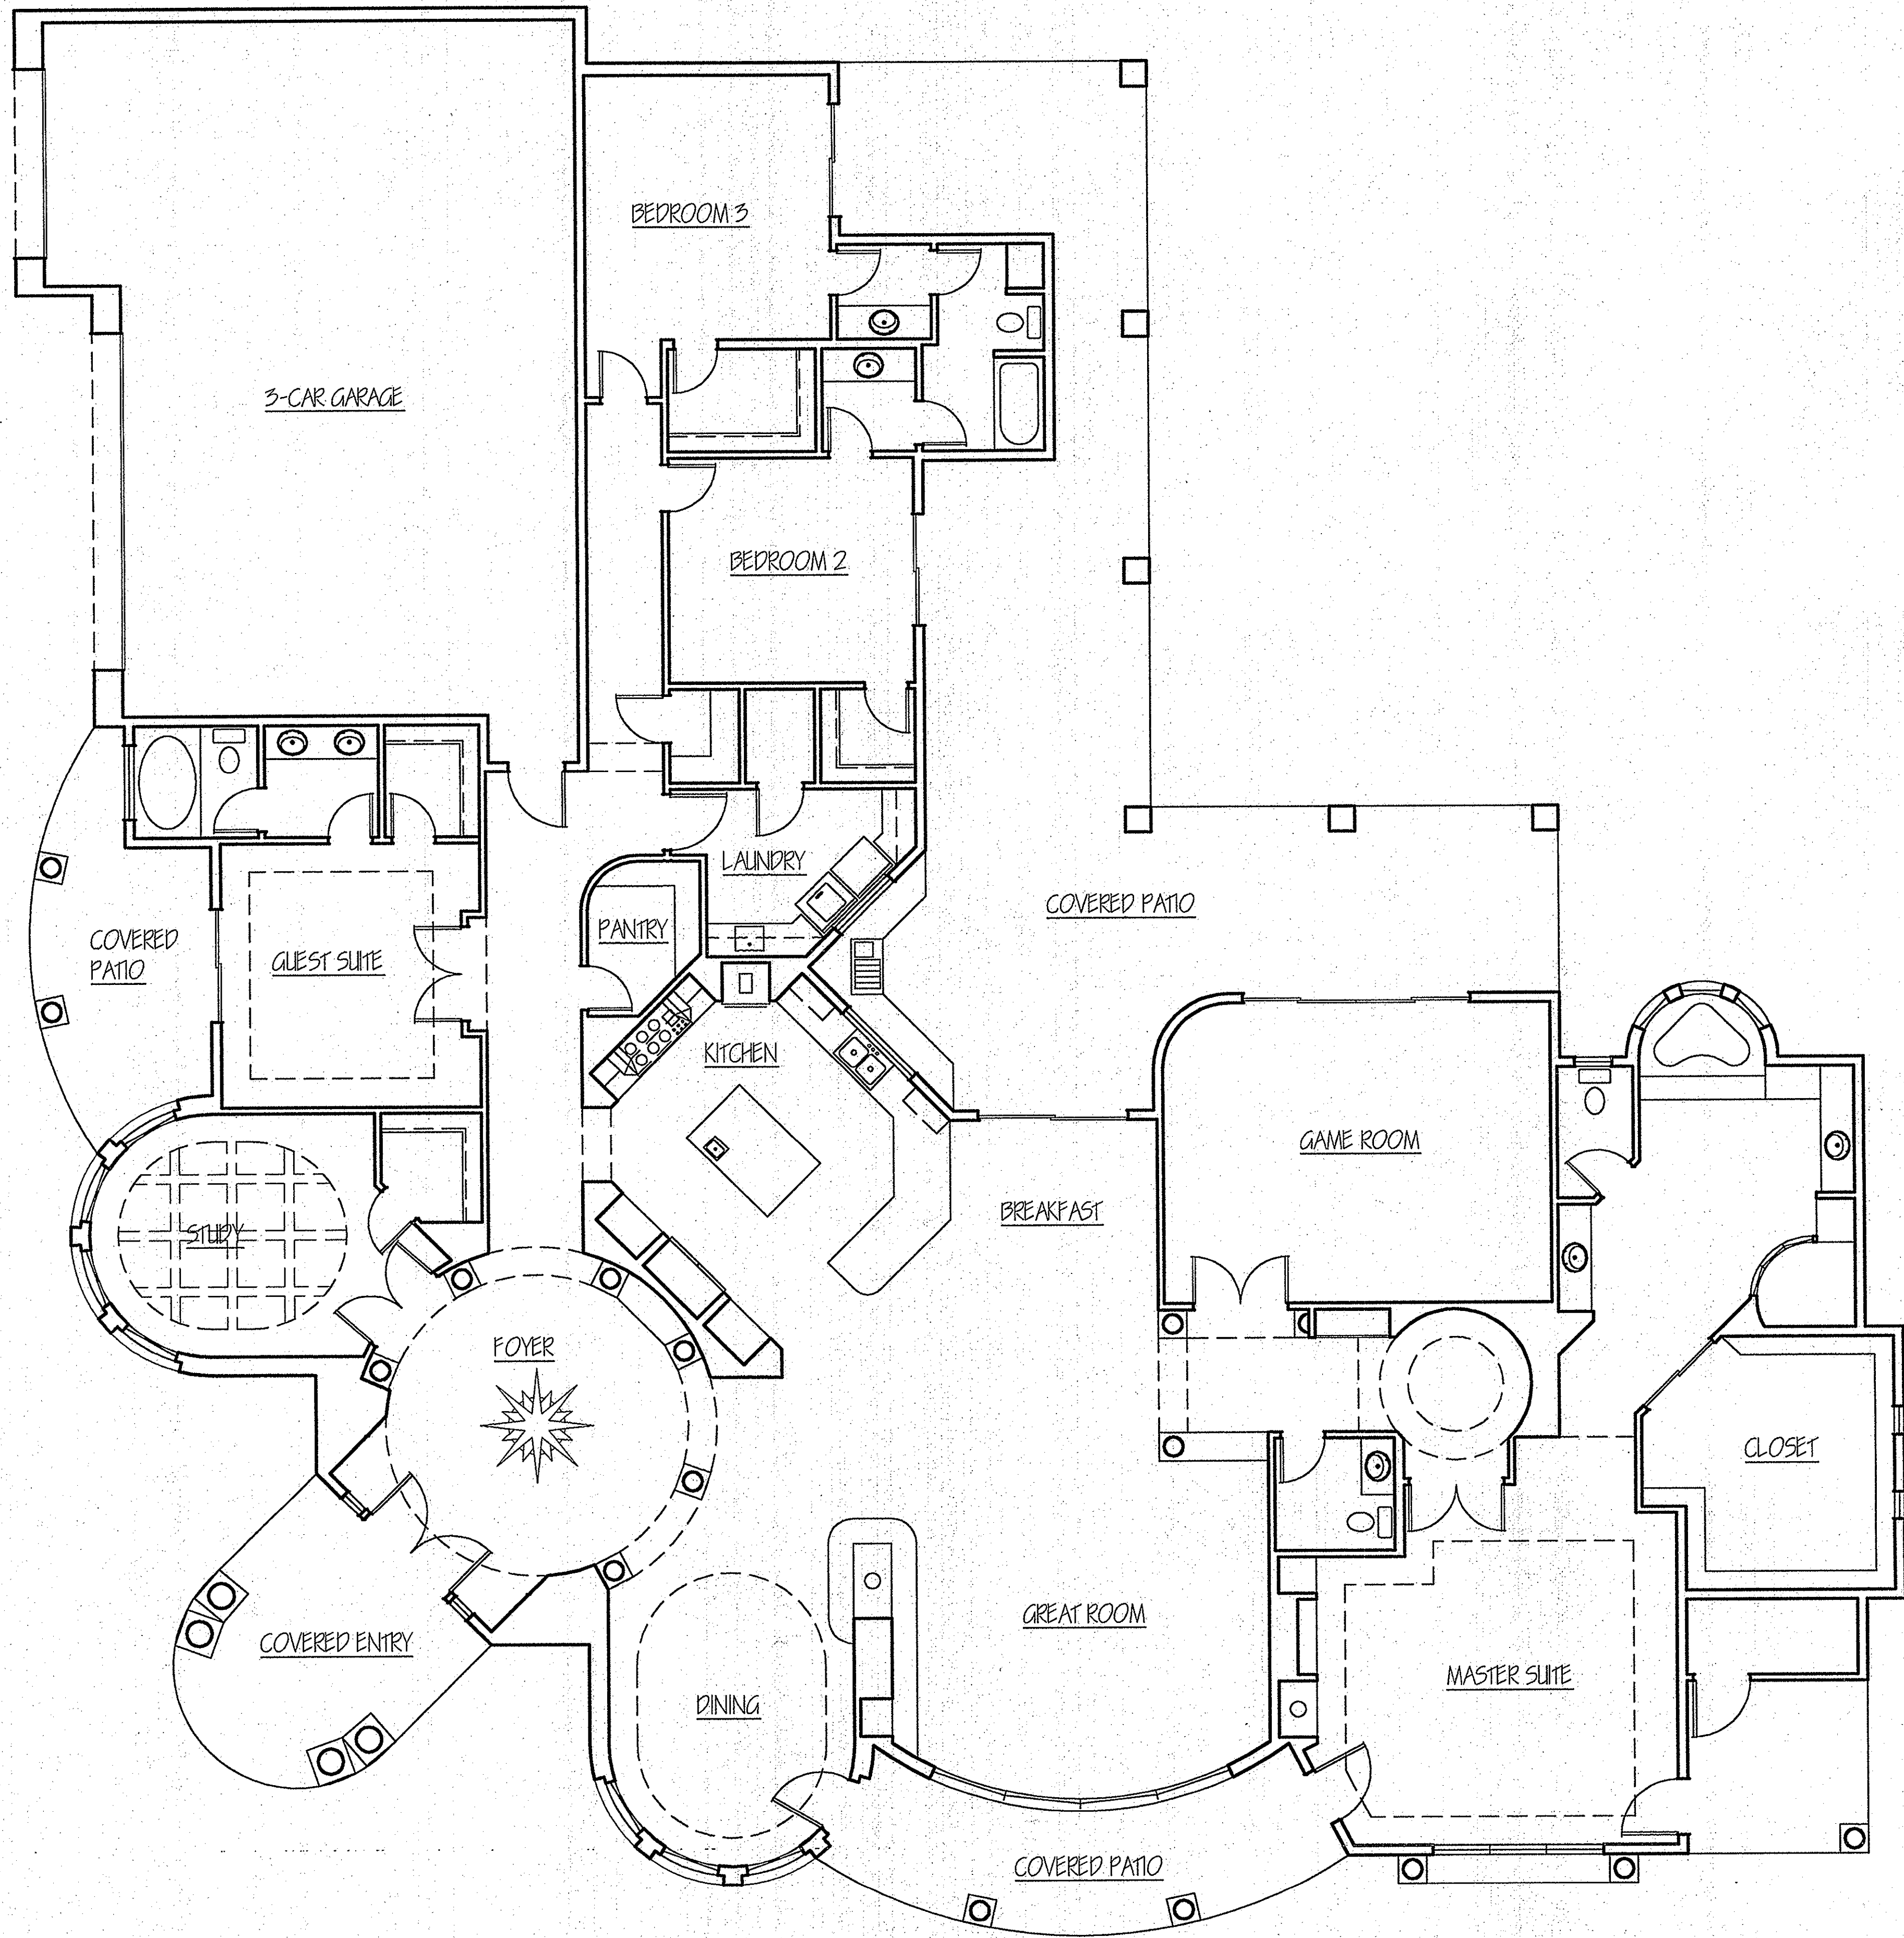 BEDROOM 3
3-CAR GARAGE
BEDROOM 2
LAUNDRY
COVERED PATIO
PANTRY
COVERED
PATIO
GUEST SUITE
KITCHEN
GAME ROOM
BREAKFAST
STUDY
FOYER
CLOSET
GREAT ROOM
COVERED ENTRY
MASTER SUITE
DINING
COVERED PATIO